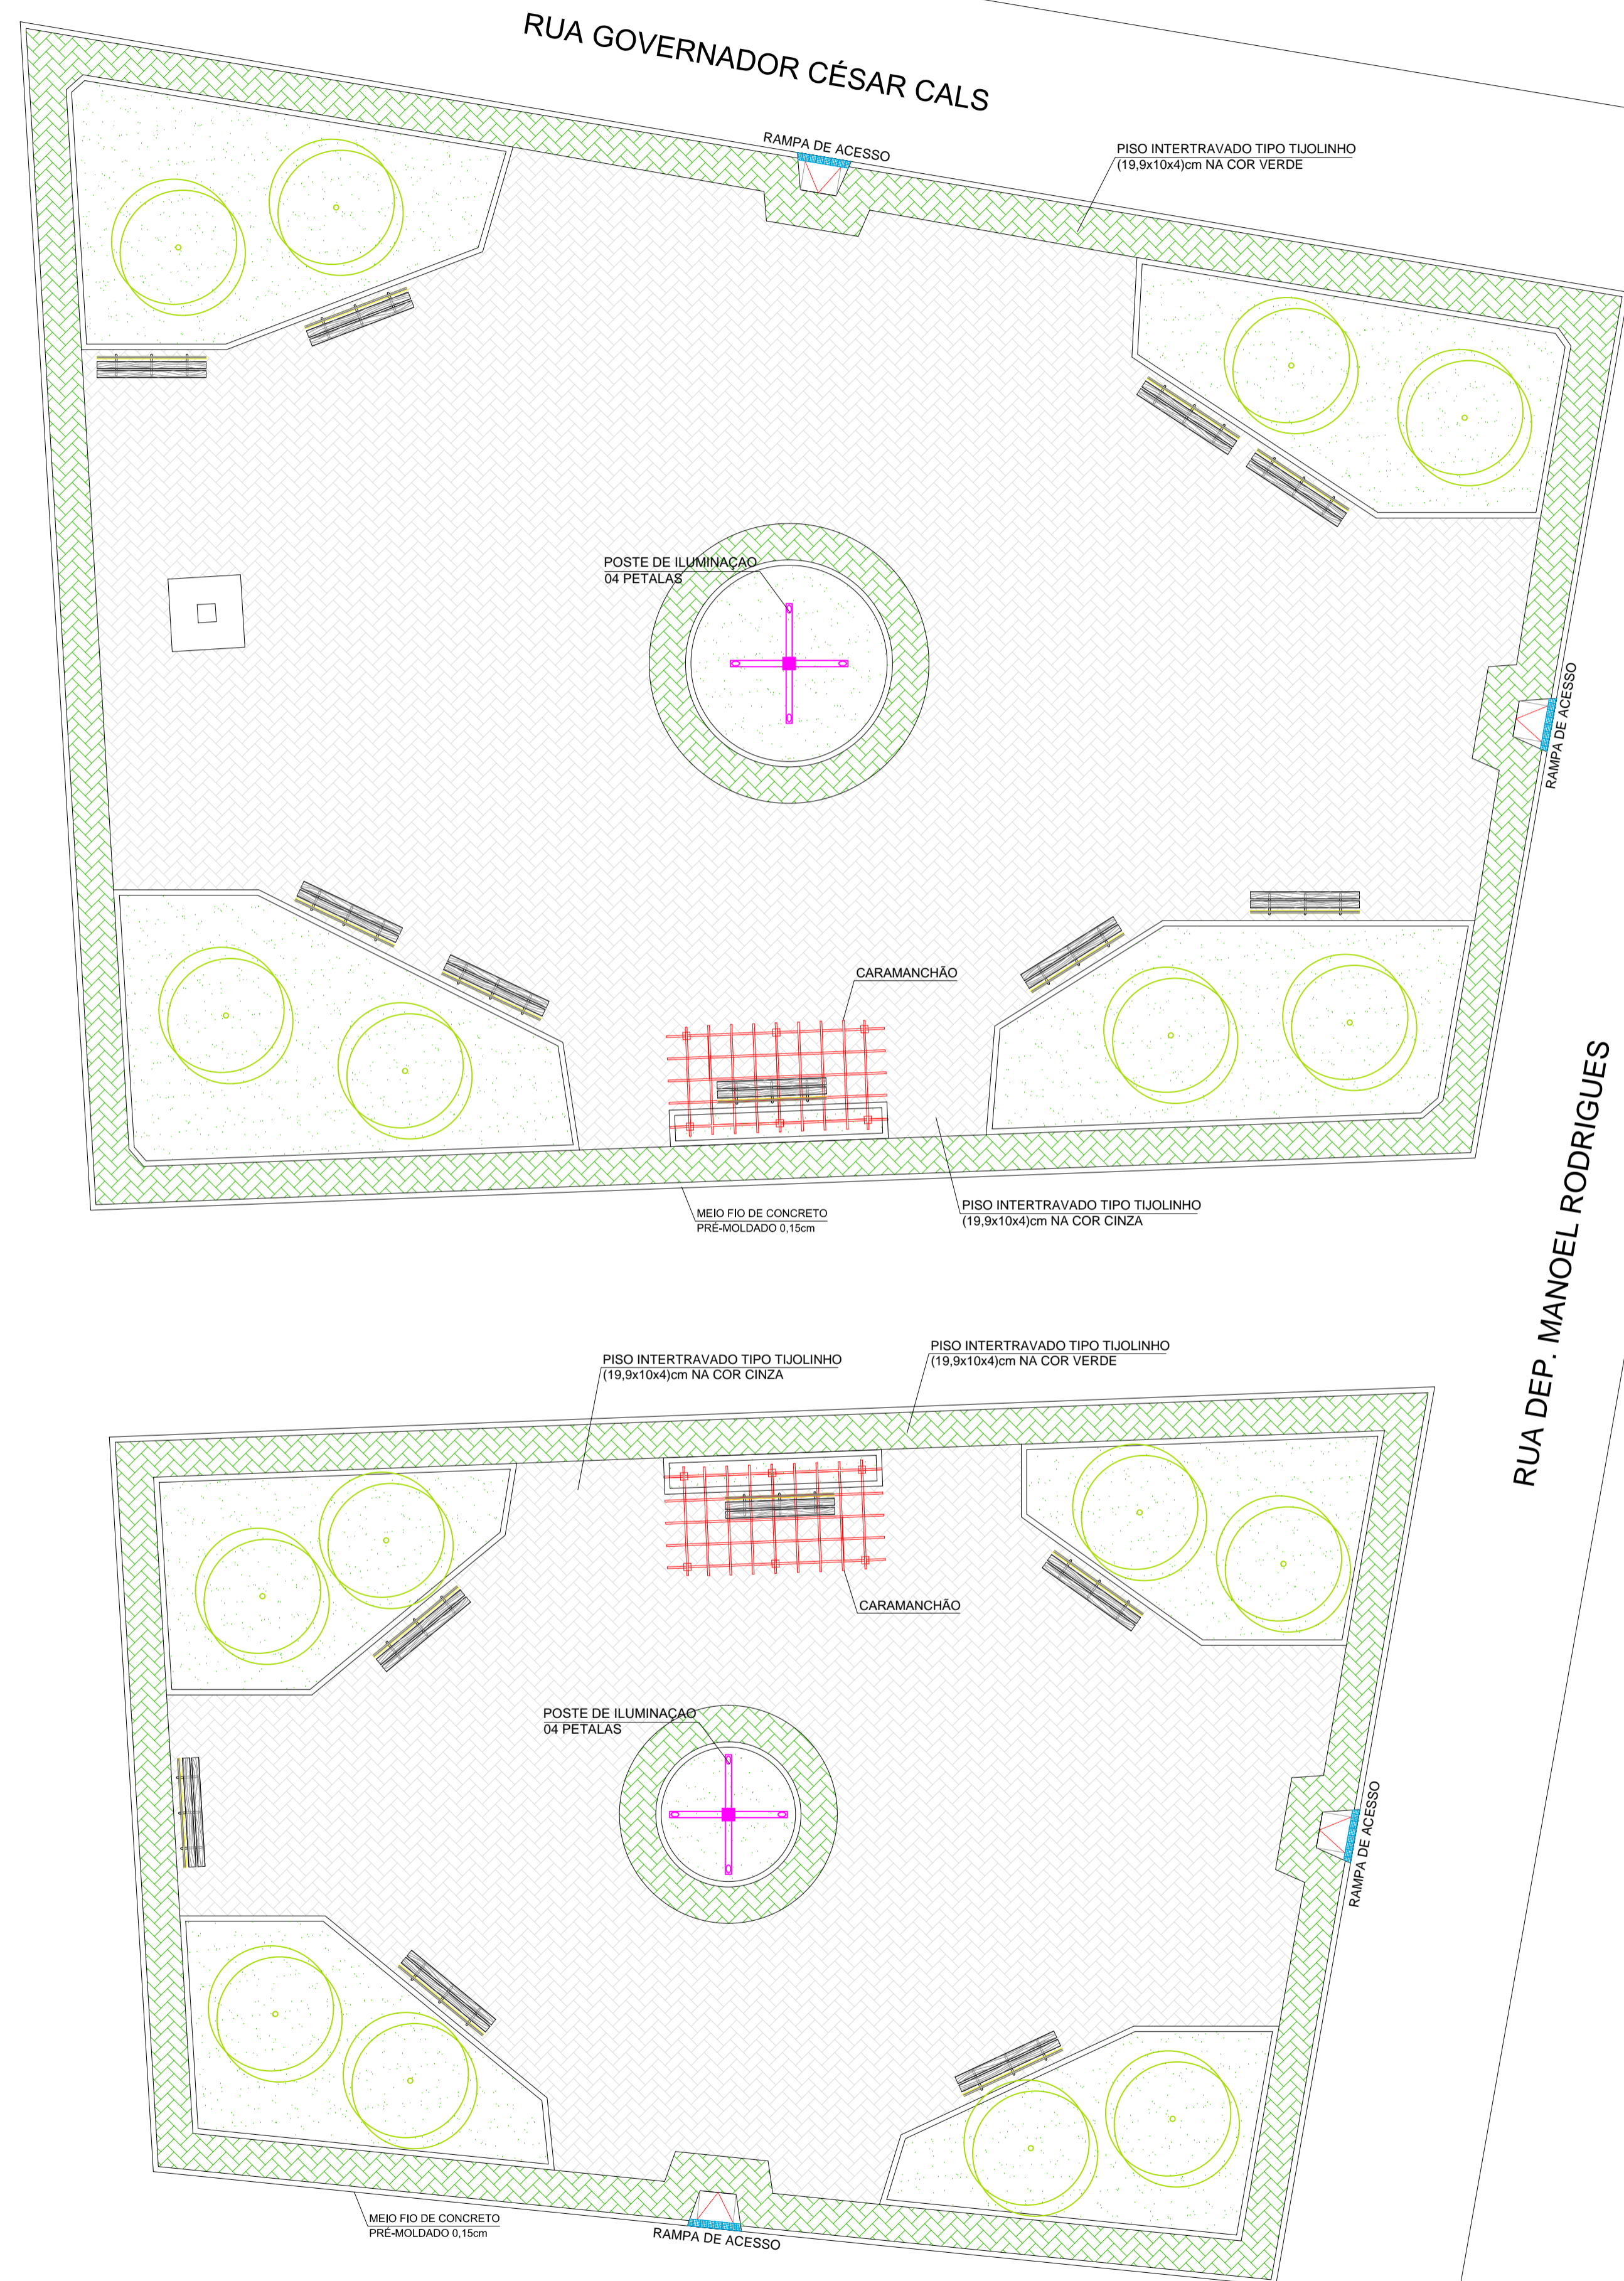 RUA GOVERNADOR CÉSAR CALS
RAMPA DE ACESSO
PISO INTERTRAVADO TIPO TIJOLINHO
(19,9x10x4)cm NA COR VERDE
POSTE DE ILUMINAÇAO
04 PETALAS
RAMPA DE ACESSO
CARAMANCHÃO
MEIO FIO DE CONCRETO
PRÉ-MOLDADO 0,15cm
PISO INTERTRAVADO TIPO TIJOLINHO
(19,9x10x4)cm NA COR CINZA
RUA DEP. MANOEL RODRIGUES
PISO INTERTRAVADO TIPO TIJOLINHO
(19,9x10x4)cm NA COR CINZA
PISO INTERTRAVADO TIPO TIJOLINHO
(19,9x10x4)cm NA COR VERDE
CARAMANCHÃO
POSTE DE ILUMINAÇAO
04 PETALAS
RAMPA DE ACESSO
MEIO FIO DE CONCRETO
PRÉ-MOLDADO 0,15cm
RAMPA DE ACESSO